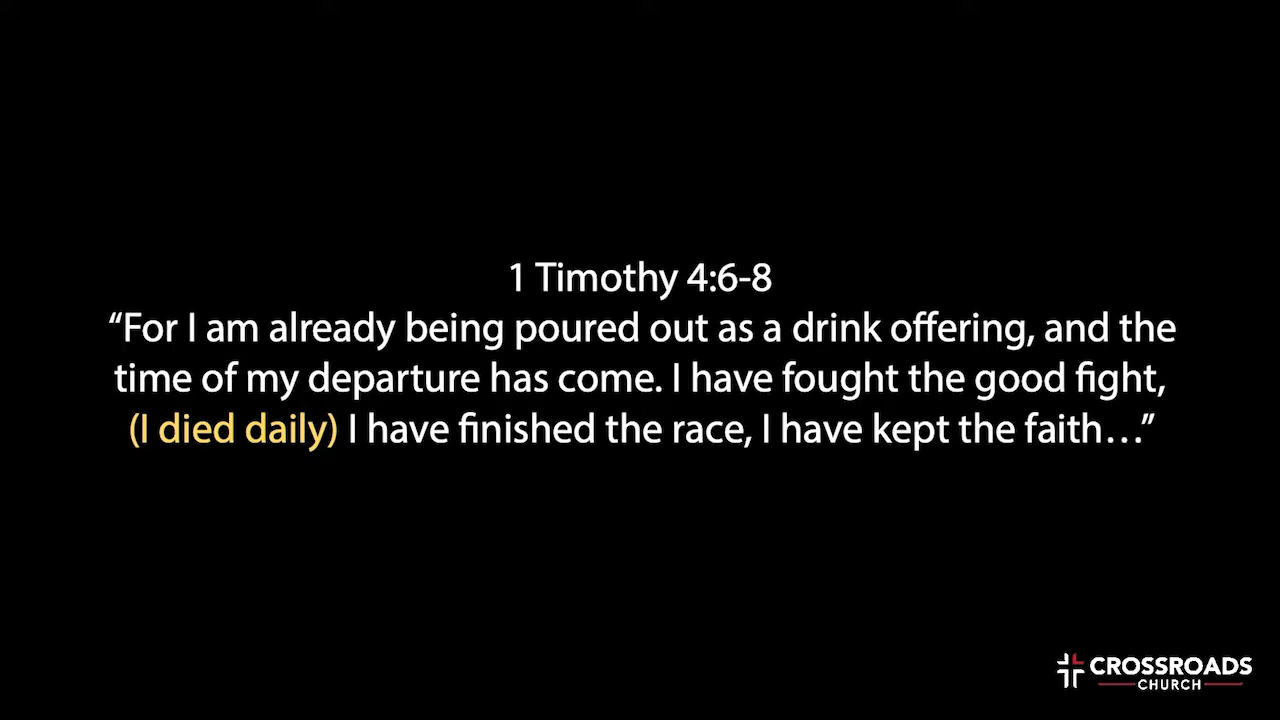 1 Timothy 4:6-8
“For I am already being poured out as a drink offering, and the
time of my departure has come. I have fought the good fight,
(I died daily) I have finished the race, I have kept the faith…”
CROSSROADS
CHURCH